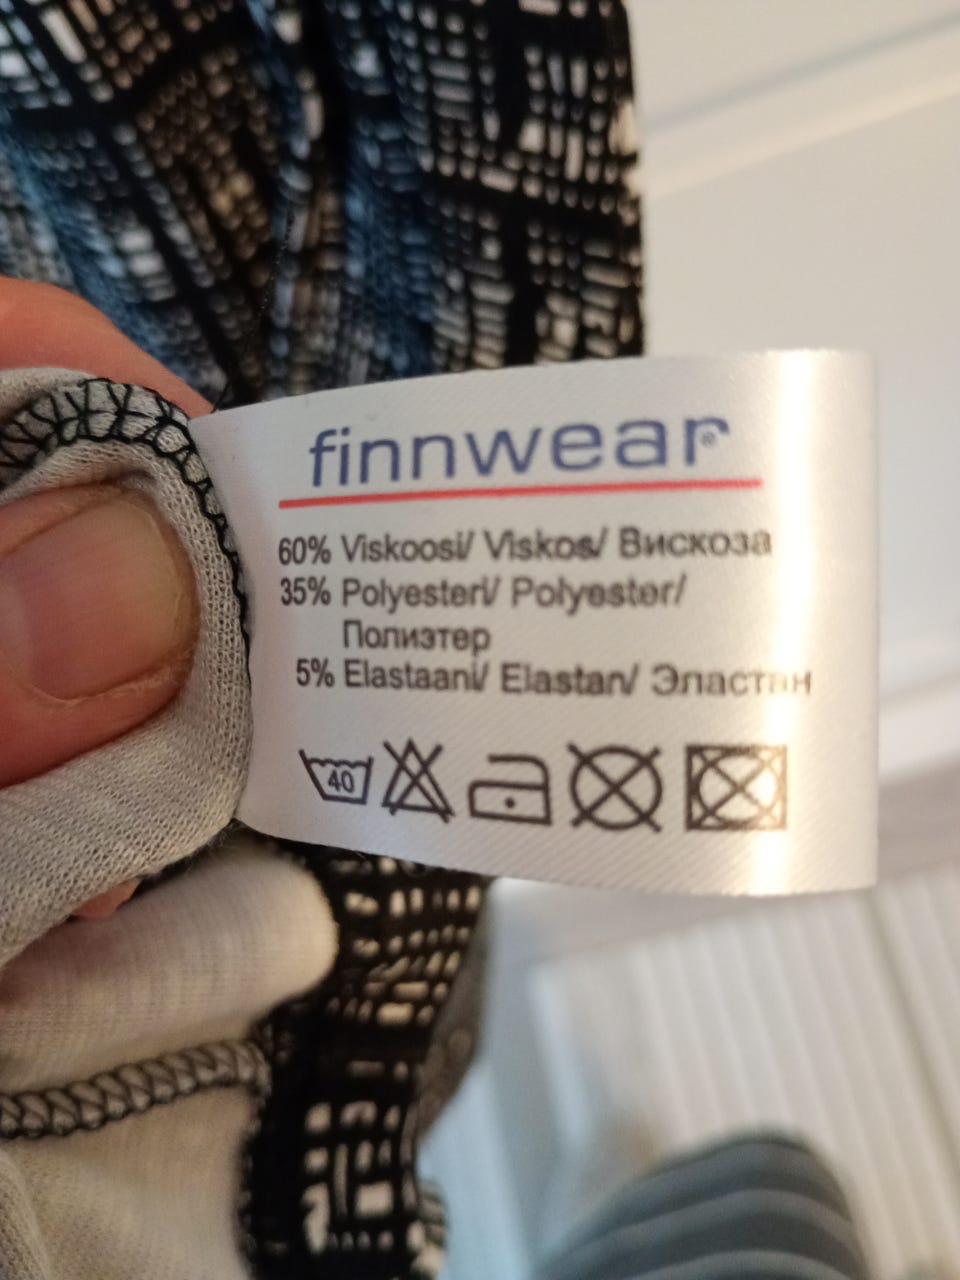 finnwear®
60% Viskoosi/ Viskos/ Вискоза
35% Polyesteri/ Polyester/
Полиэтер
5% Elastaani/ Elastan/ Эластан
40